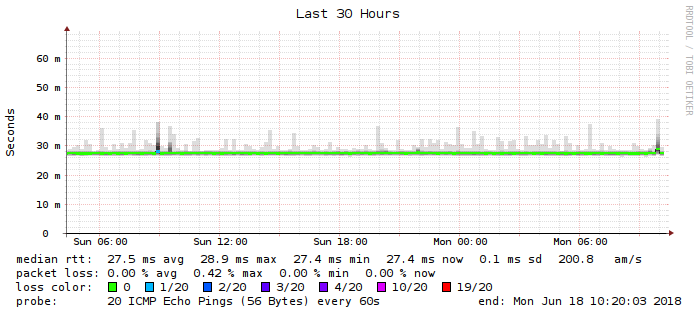 Last 30 Hours
RRDTOOL / TOBI OETIKER
Seconds
60 m
50 m
40 m
30 m
20 m
10 m
0
Sun 06:00 Sun 12:00 Sun 18:00 Mon 00:00 Mon 06:00
median rtt: 27.5 ms avg 28.9 ms max 27.4 ms min 27.4 ms now 0.1 ms sd 200.8 am/s
packet loss: 0.00 % avg 0.42 % max 0.00 % min 0.00 % now
loss color: 0 1/20 2/20 3/20 4/20 10/20 19/20
probe: 20 ICMP Echo Pings (56 Bytes) every 60s end: Mon Jun 18 10:20:03 2018